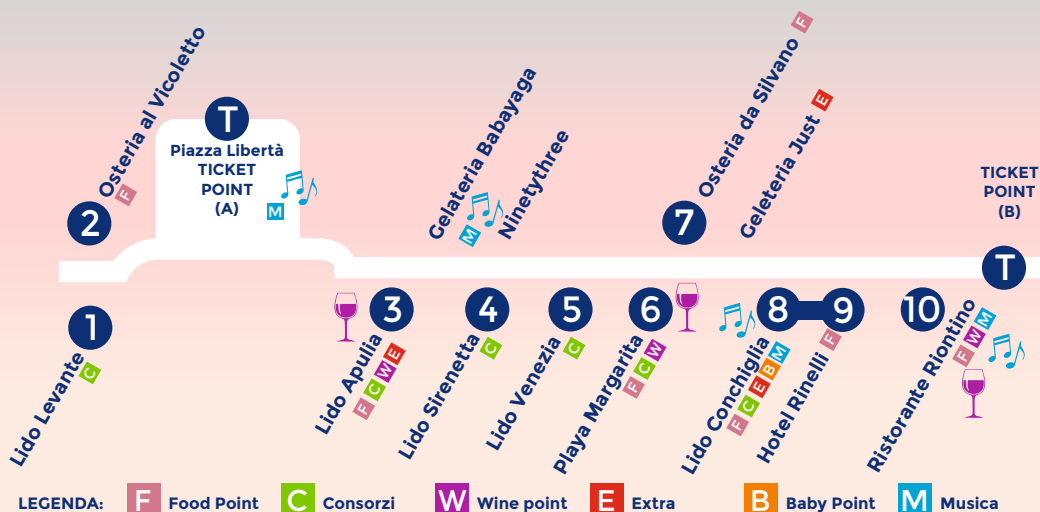 2
Osteria al Vicoletto
F
T
Piazza Libertà
TICKET
POINT
(A)
M
Gelateria Babayaga
M
Ninetythree
7
Osteria da Silvano F
Geleteria Just E
TICKET
POINT
(B)
T
1
Lido Levante
C
3
Lido Apulia
F C W E
4
Lido Sirenetta
C
5
Lido Venezia
C
6
Playa Margarita
F C W
8
Lido Conchiglia
F C E B M
9
Hotel Rinelli
F
10
Ristorante Riontino
F W M
LEGENDA: F Food Point C Consorzi W Wine point E Extra B Baby Point M Musica